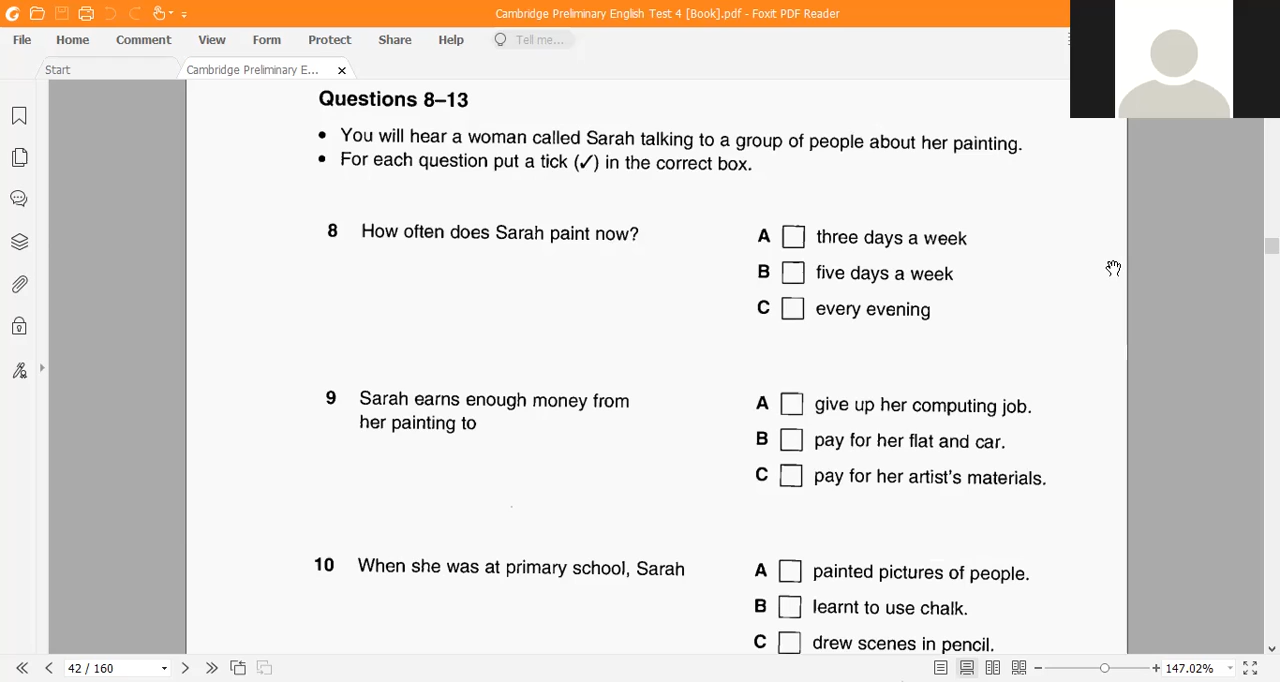 Cambridge Preliminary English Test 4 [Book].pdf - Foxit PDF Reader
File Home Comment View Form Protect Share Help Tell me...
Start Cambridge Preliminary E...
Questions 8–13
• You will hear a woman called Sarah talking to a group of people about her painting.
• For each question put a tick (✓) in the correct box.
8 How often does Sarah paint now? A three days a week
B five days a week
C every evening
9 Sarah earns enough money from A give up her computing job.
her painting to
B pay for her flat and car.
C pay for her artist's materials.
10 When she was at primary school, Sarah A painted pictures of people.
B learnt to use chalk.
C drew scenes in pencil.
42 / 160 147.02%